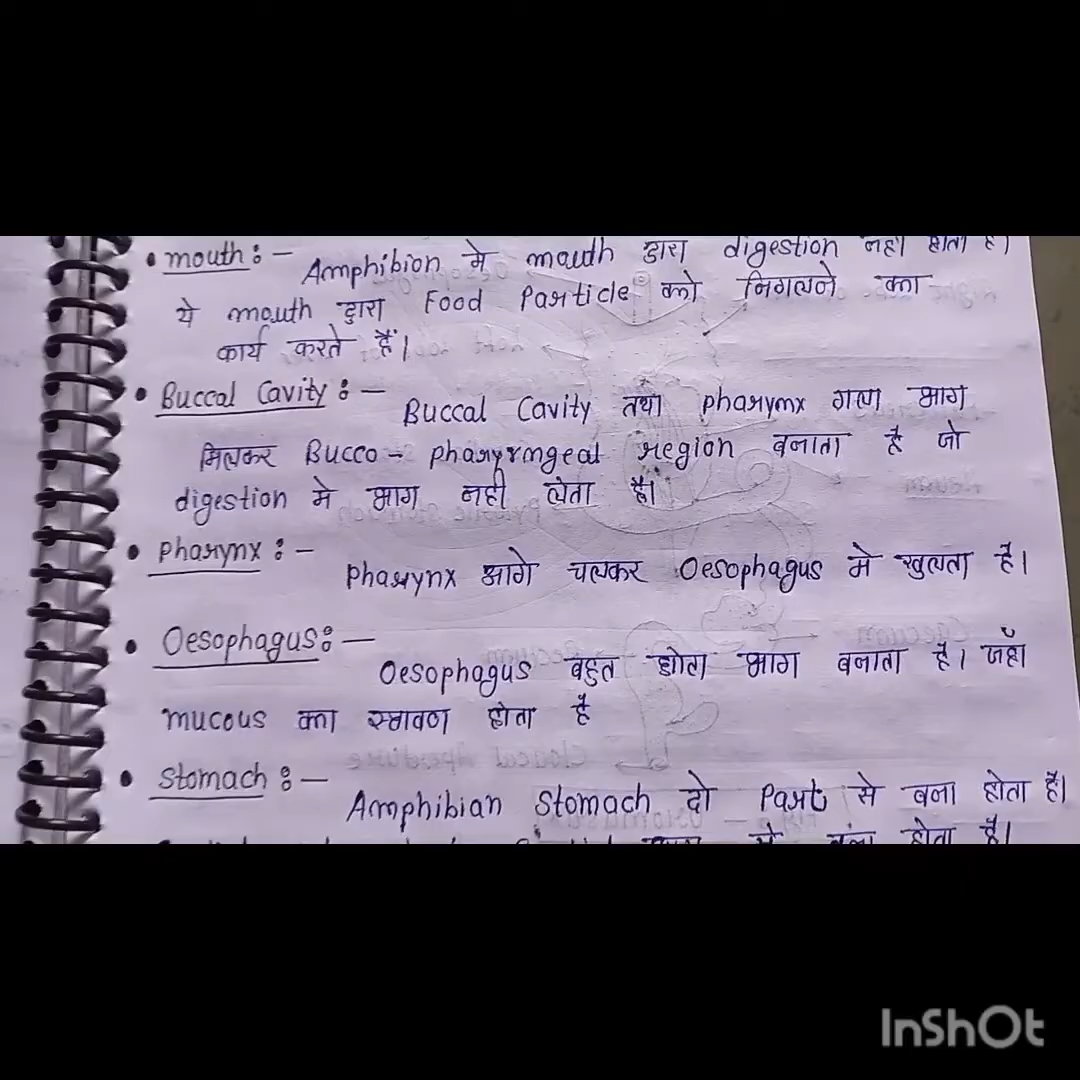 • mouth :- Amphibion मे mouth द्वारा digestion नही होता है।
ये mouth द्वारा Food Particle को निगलने का
कार्य करते हैं।
• Buccal Cavity :- Buccal Cavity तथा pharynx गला भाग
मिलकर Bucco - pharyrngeal region बनाता है जो
digestion मे भाग नही लेता है।
• Pharynx :- Pharynx आगे चलकर Oesophagus मे खुलता है।
• Oesophagus :- Oesophagus बहुत छोटा भाग बनाता है। जहाँ
mucous का स्त्रावण होता है
• Stomach :- Amphibian Stomach दो Part से बना होता है।
होता है।
InShOt